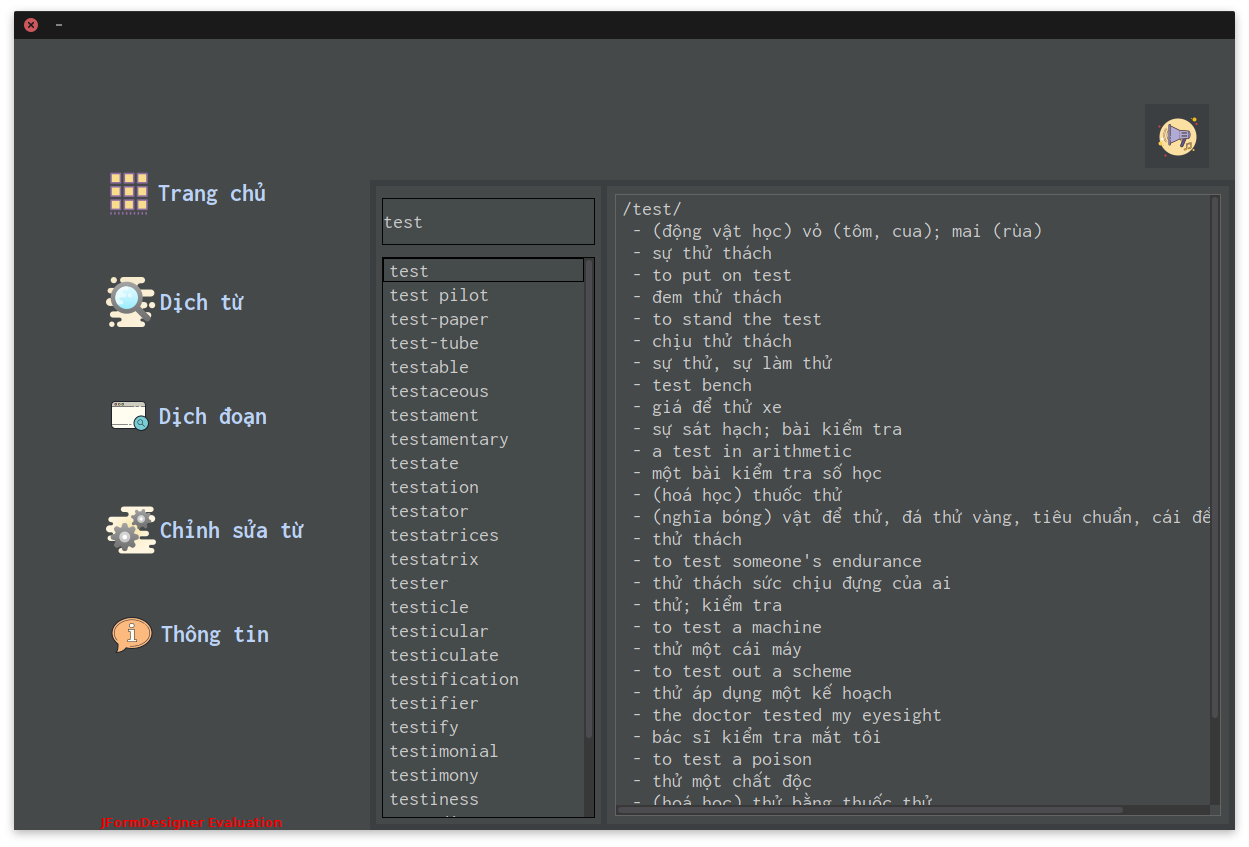 Trang chủ
Dịch từ
Dịch đoạn
Chỉnh sửa từ
Thông tin
JFormDesigner Evaluation
test
test
test pilot
test-paper
test-tube
testable
testaceous
testament
testamentary
testate
testation
testator
testatrices
testatrix
tester
testicle
testicular
testiculate
testification
testifier
testify
testimonial
testimony
testiness
/test/
- (động vật học) vỏ (tôm, cua); mai (rùa)
- sự thử thách
- to put on test
- đem thử thách
- to stand the test
- chịu thử thách
- sự thử, sự làm thử
- test bench
- giá để thử xe
- sự sát hạch; bài kiểm tra
- a test in arithmetic
- một bài kiểm tra số học
- (hoá học) thuốc thử
- (nghĩa bóng) vật để thử, đá thử vàng, tiêu chuẩn, cái để
- thử thách
- to test someone's endurance
- thử thách sức chịu đựng của ai
- thử; kiểm tra
- to test a machine
- thử một cái máy
- to test out a scheme
- thử áp dụng một kế hoạch
- the doctor tested my eyesight
- bác sĩ kiểm tra mắt tôi
- to test a poison
- thử một chất độc
- (hoá học) thử bằng thuốc thử